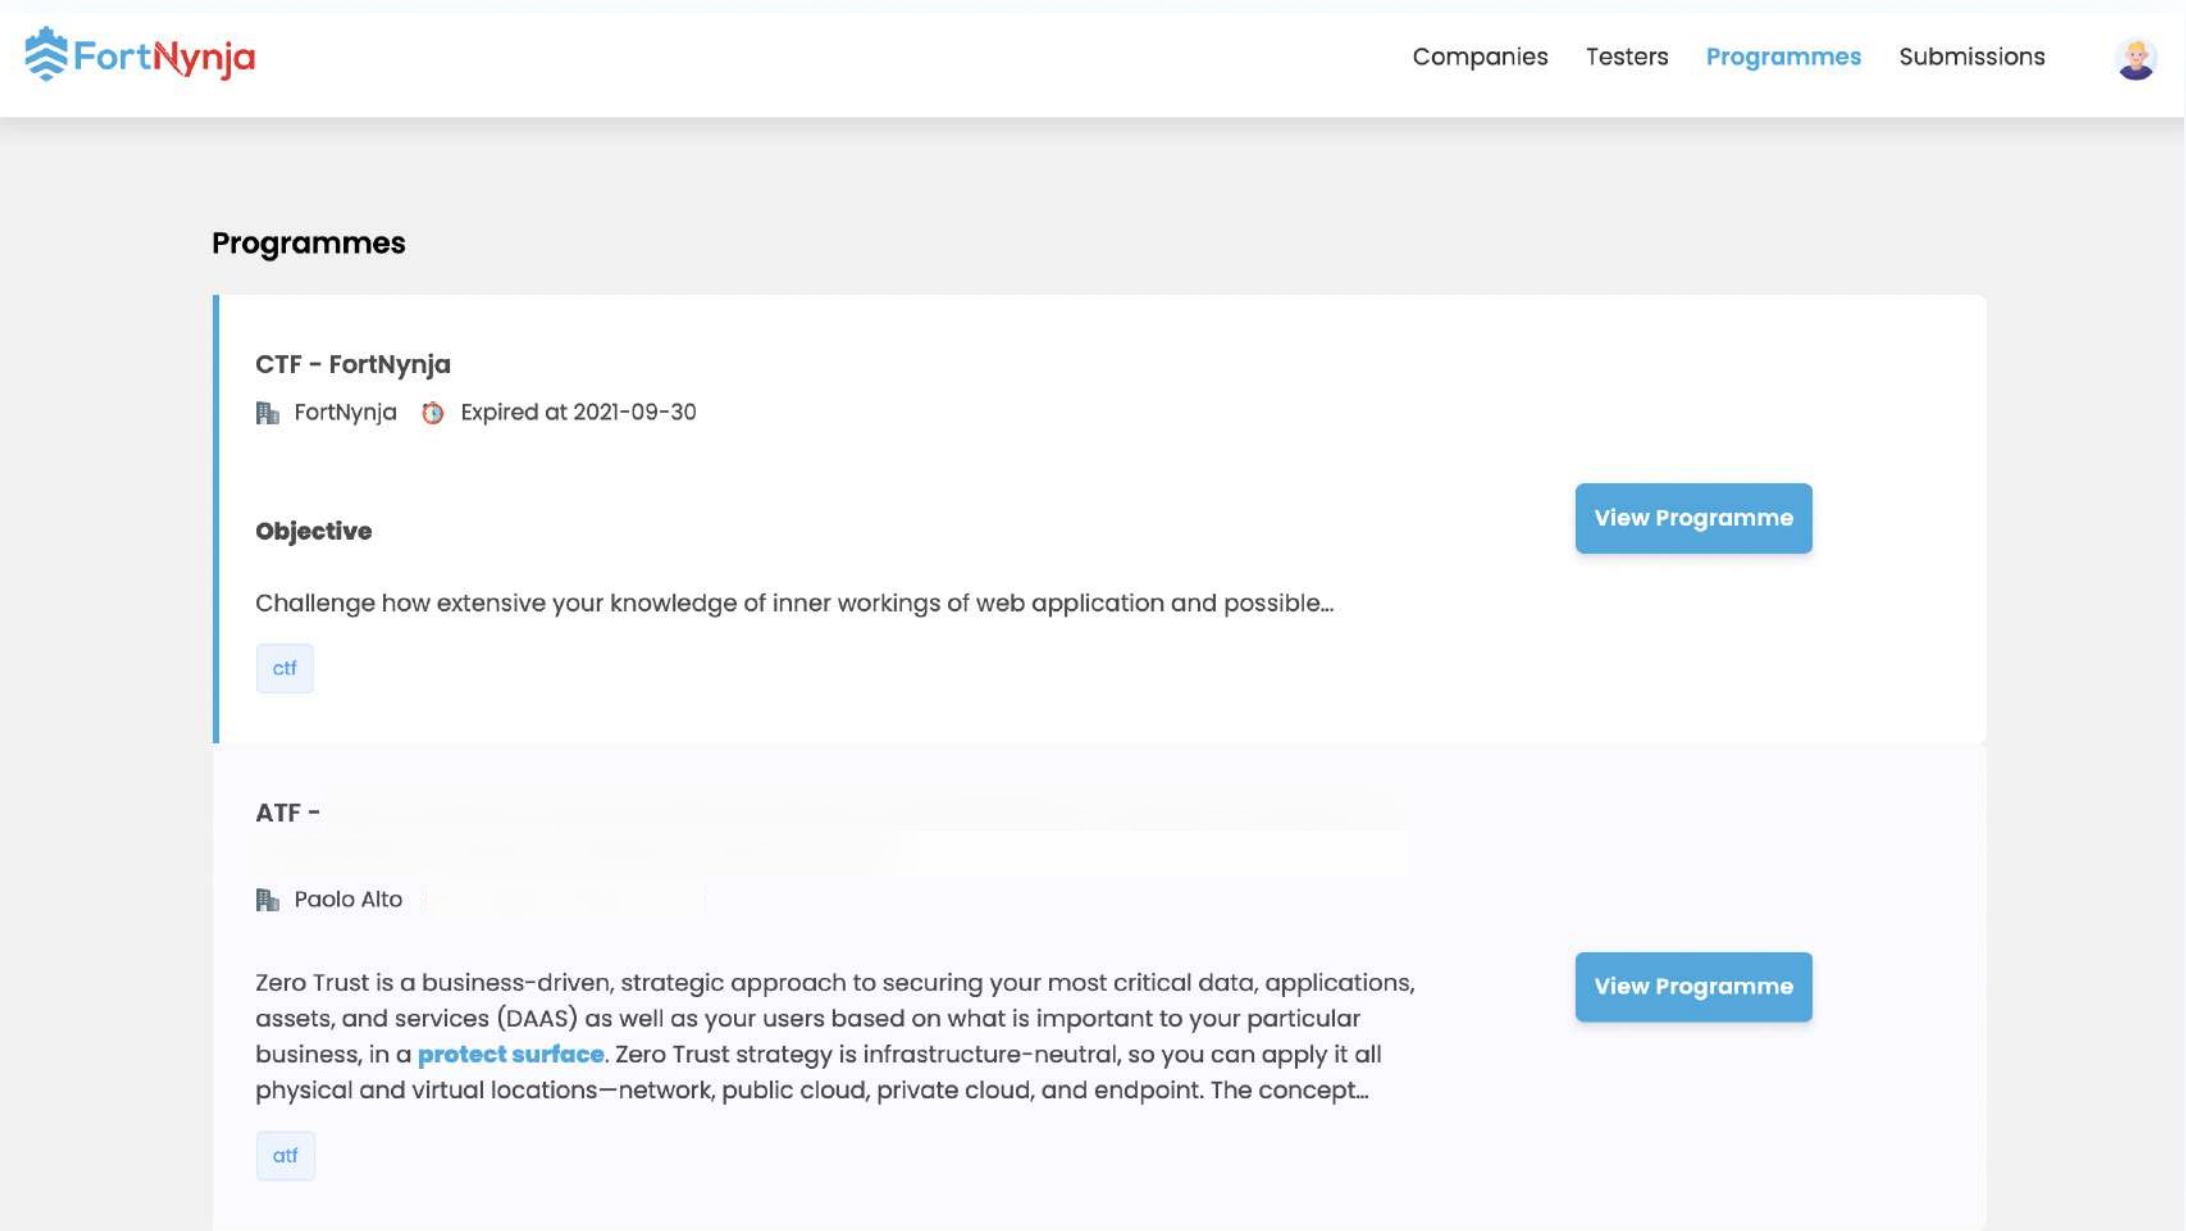 FortNynja
Companies Testers Programmes Submissions
Programmes
CTF - FortNynja
FortNynja Expired at 2021-09-30
Objective
View Programme
Challenge how extensive your knowledge of inner workings of web application and possible...
ctf
ATF -
Paolo Alto
Zero Trust is a business-driven, strategic approach to securing your most critical data, applications,
assets, and services (DAAS) as well as your users based on what is important to your particular
business, in a protect surface. Zero Trust strategy is infrastructure-neutral, so you can apply it all
physical and virtual locations—network, public cloud, private cloud, and endpoint. The concept...
View Programme
atf